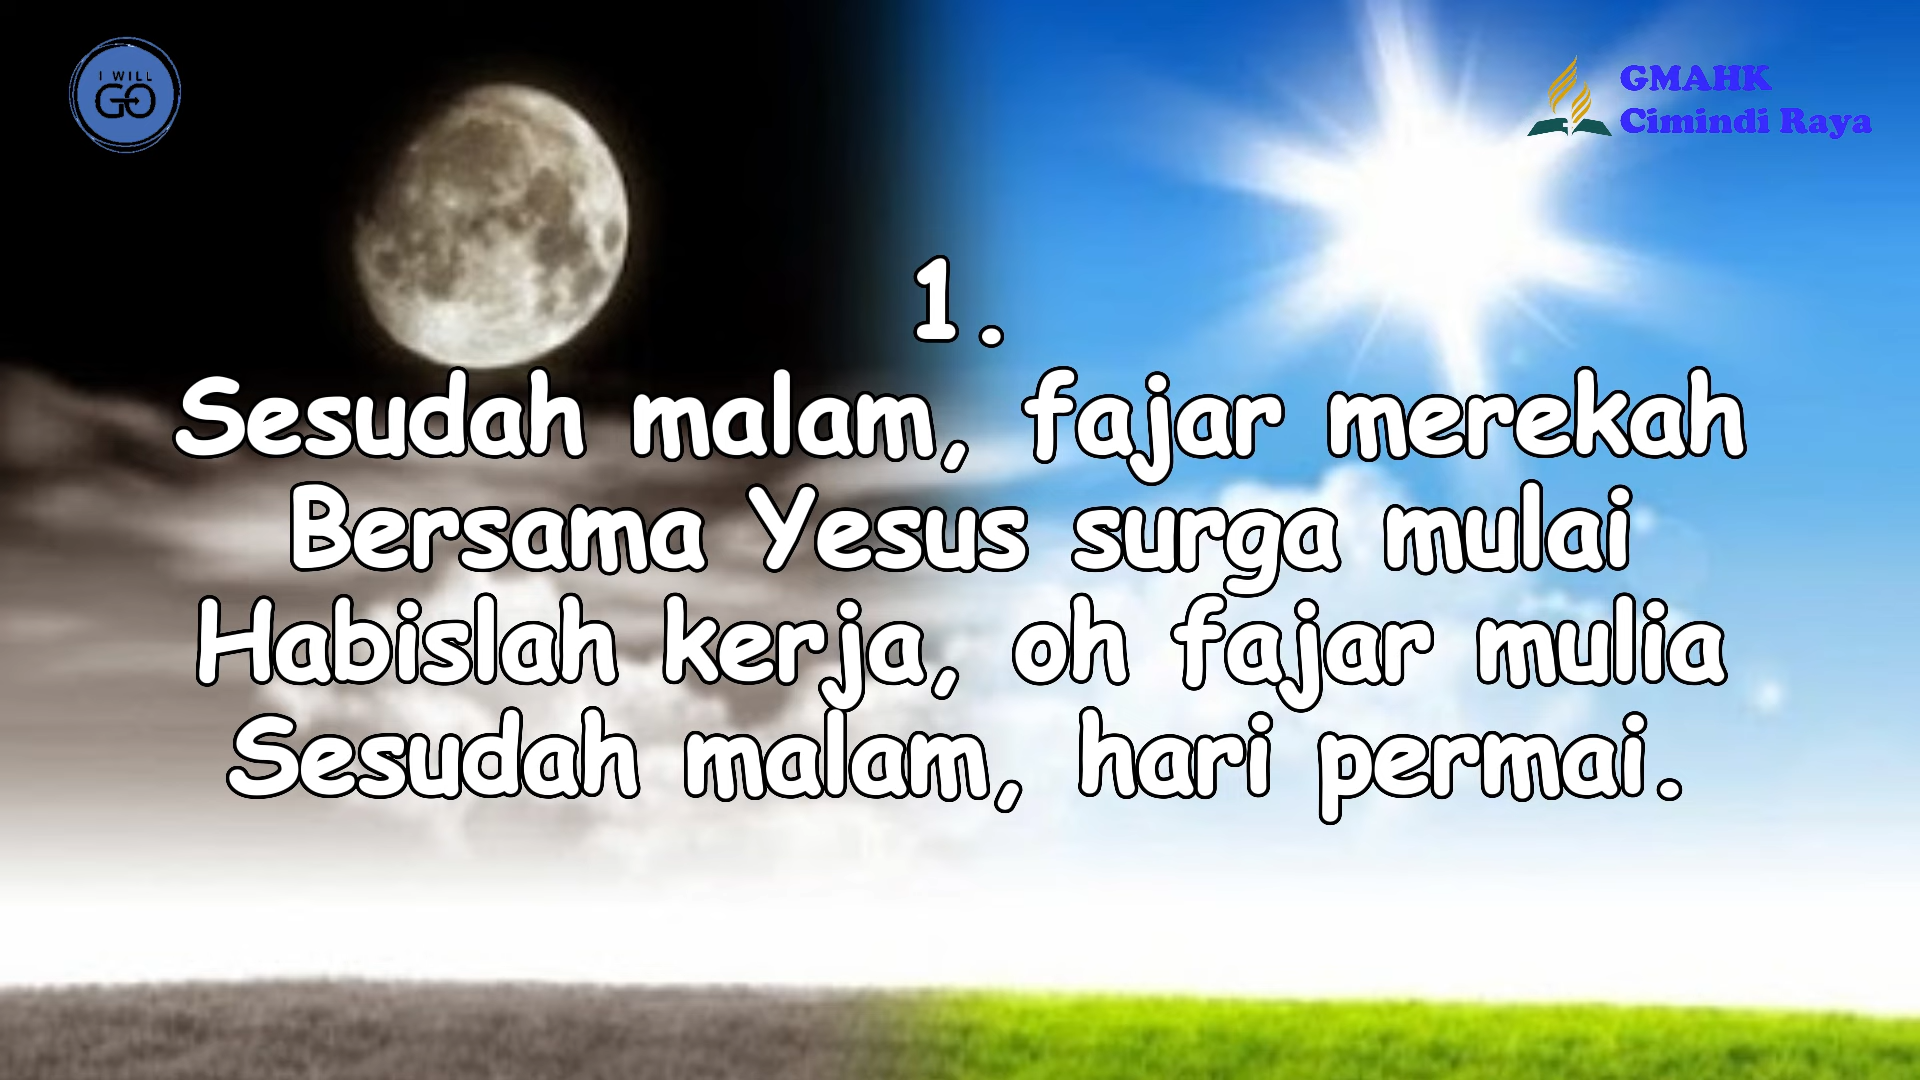 I WILL
GO
GMAHK
Cimindi Raya
1.
Sesudah malam, fajar merekah
Bersama Yesus surga mulai
Habislah kerja, oh fajar mulia
Sesudah malam, hari permai.